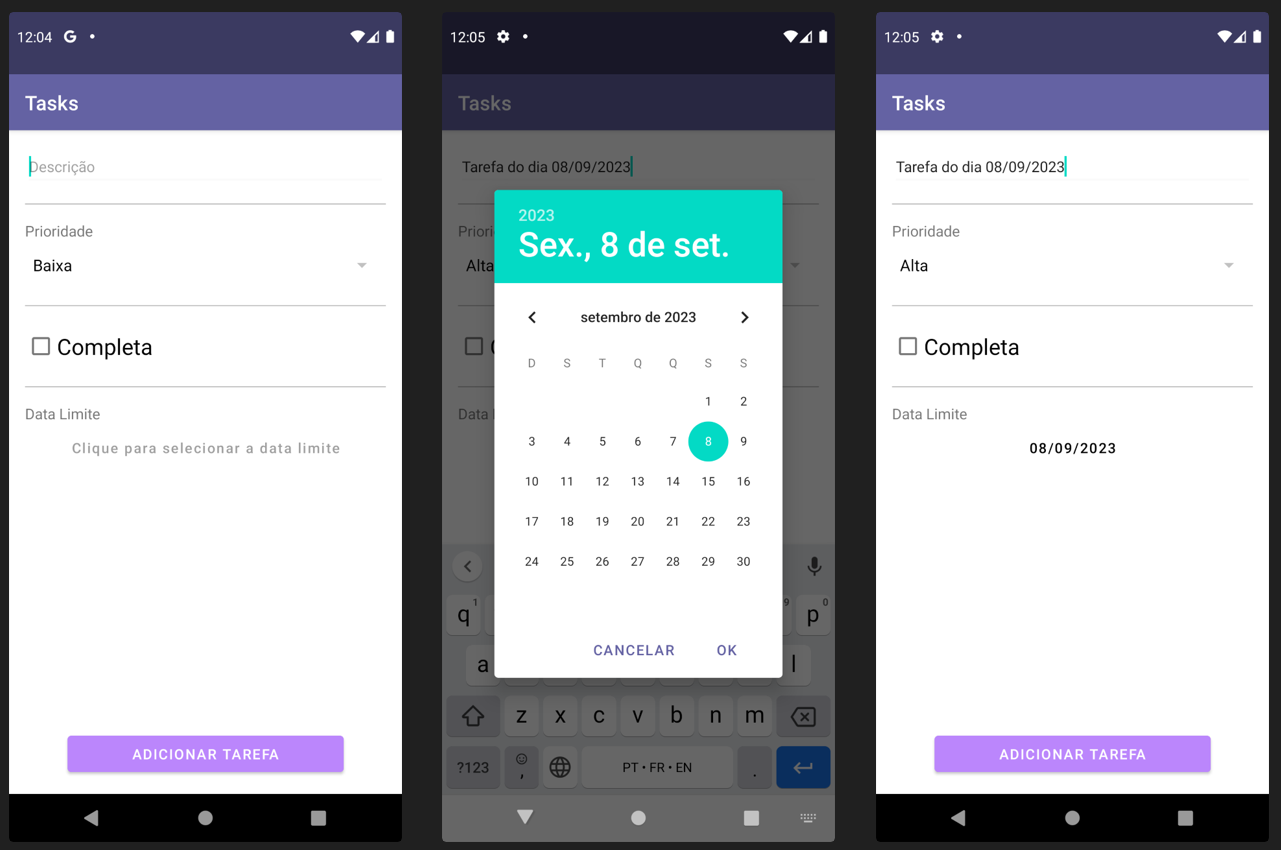 12:04
Tasks
Descrição
Prioridade
Baixa
Completa
Data Limite
Clique para selecionar a data limite
ADICIONAR TAREFA
12:05
Tasks
Tarefa do dia 08/09/2023
Priori
Alta
Data
2023
Sex., 8 de set.
setembro de 2023
D S T Q Q S S
1 2
3 4 5 6 7 8 9
10 11 12 13 14 15 16
17 18 19 20 21 22 23
24 25 26 27 28 29 30
CANCELAR OK
q 1 9 p 0
a l
z x c v b n m
?123 , PT • FR • EN .
12:05
Tasks
Tarefa do dia 08/09/2023
Prioridade
Alta
Completa
Data Limite
08/09/2023
ADICIONAR TAREFA